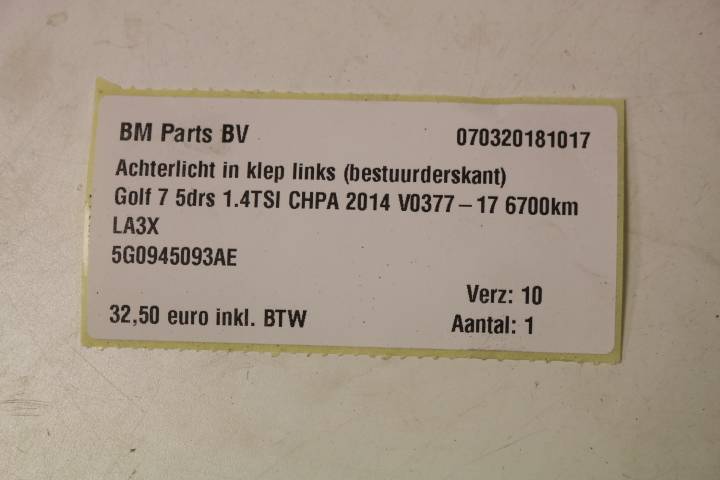 BM Parts BV 070320181017
Achterlicht in klep links (bestuurderskant)
Golf 7 5drs 1.4TSI CHPA 2014 V0377-17 6700km
LA3X
5G0945093AE
Verz: 10
32,50 euro inkl. BTW Aantal: 1